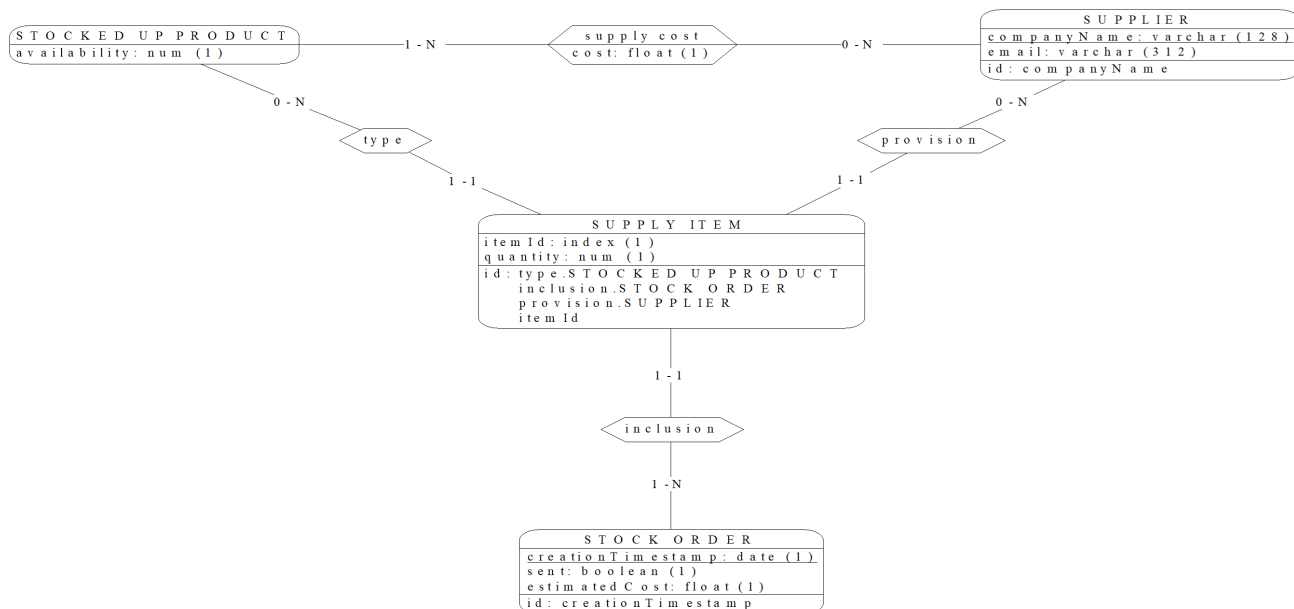 STOCKED UP PRODUCT
availability: num (1)
1-N
supply cost
cost: float (1)
0-N
SUPPLIER
companyName: varchar (128)
email: varchar (312)
id: companyName
0-N
type
1-1
0-N
provision
1-1
SUPPLY ITEM
itemId: index (1)
quantity: num (1)
id: type.STOCKED UP PRODUCT
inclusion.STOCK ORDER
provision.SUPPLIER
itemId
1-1
inclusion
1-N
STOCK ORDER
creationTimestamp: date (1)
sent: boolean (1)
estimatedCost: float (1)
id: creationTimestamp